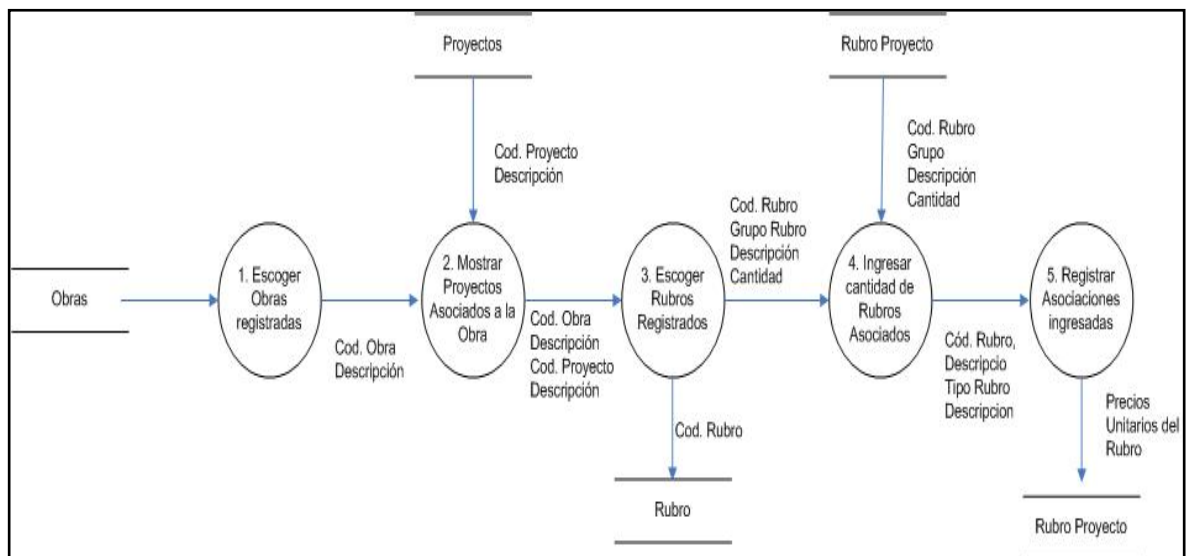 Proyectos
Rubro Proyecto
Cod. Proyecto
Descripción
Cod. Rubro
Grupo
Descripción
Cantidad
Obras
1. Escoger
Obras
registradas
Cod. Obra
Descripción
2. Mostrar
Proyectos
Asociados a la
Obra
Cod. Obra
Descripción
Cod. Proyecto
Descripción
3. Escoger
Rubros
Registrados
Cod. Rubro
Grupo Rubro
Descripción
Cantidad
4. Ingresar
cantidad de
Rubros
Asociados
Cód. Rubro,
Descripcio
Tipo Rubro
Descripcion
5. Registrar
Asociaciones
ingresadas
Cod. Rubro
Rubro
Precios
Unitarios del
Rubro
Rubro Proyecto